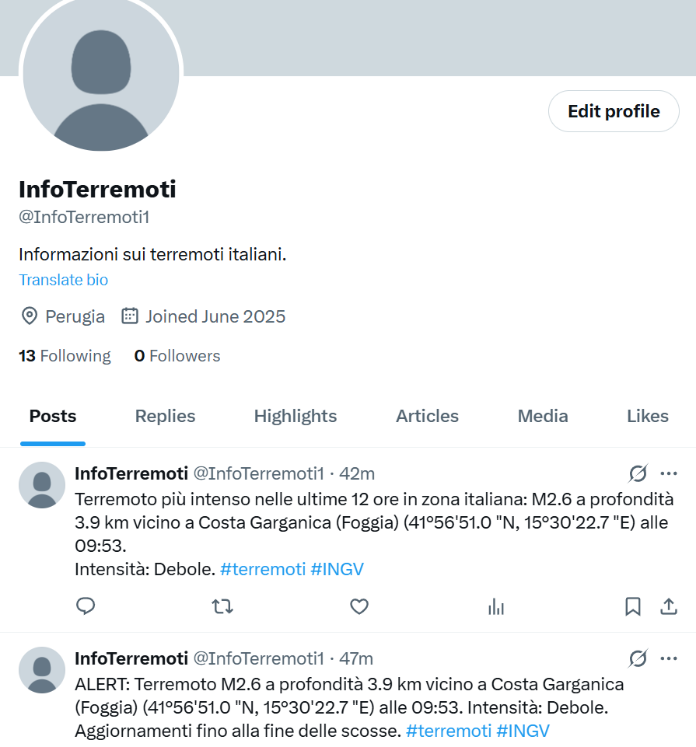 Edit profile
InfoTerremoti
@InfoTerremoti1
Informazioni sui terremoti italiani.
Translate bio
Perugia Joined June 2025
13 Following 0 Followers
Posts Replies Highlights Articles Media Likes
InfoTerremoti @InfoTerremoti1 · 42m
Terremoto più intenso nelle ultime 12 ore in zona italiana: M2.6 a profondità
3.9 km vicino a Costa Garganica (Foggia) (41°56'51.0 "N, 15°30'22.7 "E) alle
09:53.
Intensità: Debole. #terremoti #INGV
InfoTerremoti @InfoTerremoti1 · 47m
ALERT: Terremoto M2.6 a profondità 3.9 km vicino a Costa Garganica
(Foggia) (41°56'51.0 "N, 15°30'22.7 "E) alle 09:53. Intensità: Debole.
Aggiornamenti fino alla fine delle scosse. #terremoti #INGV